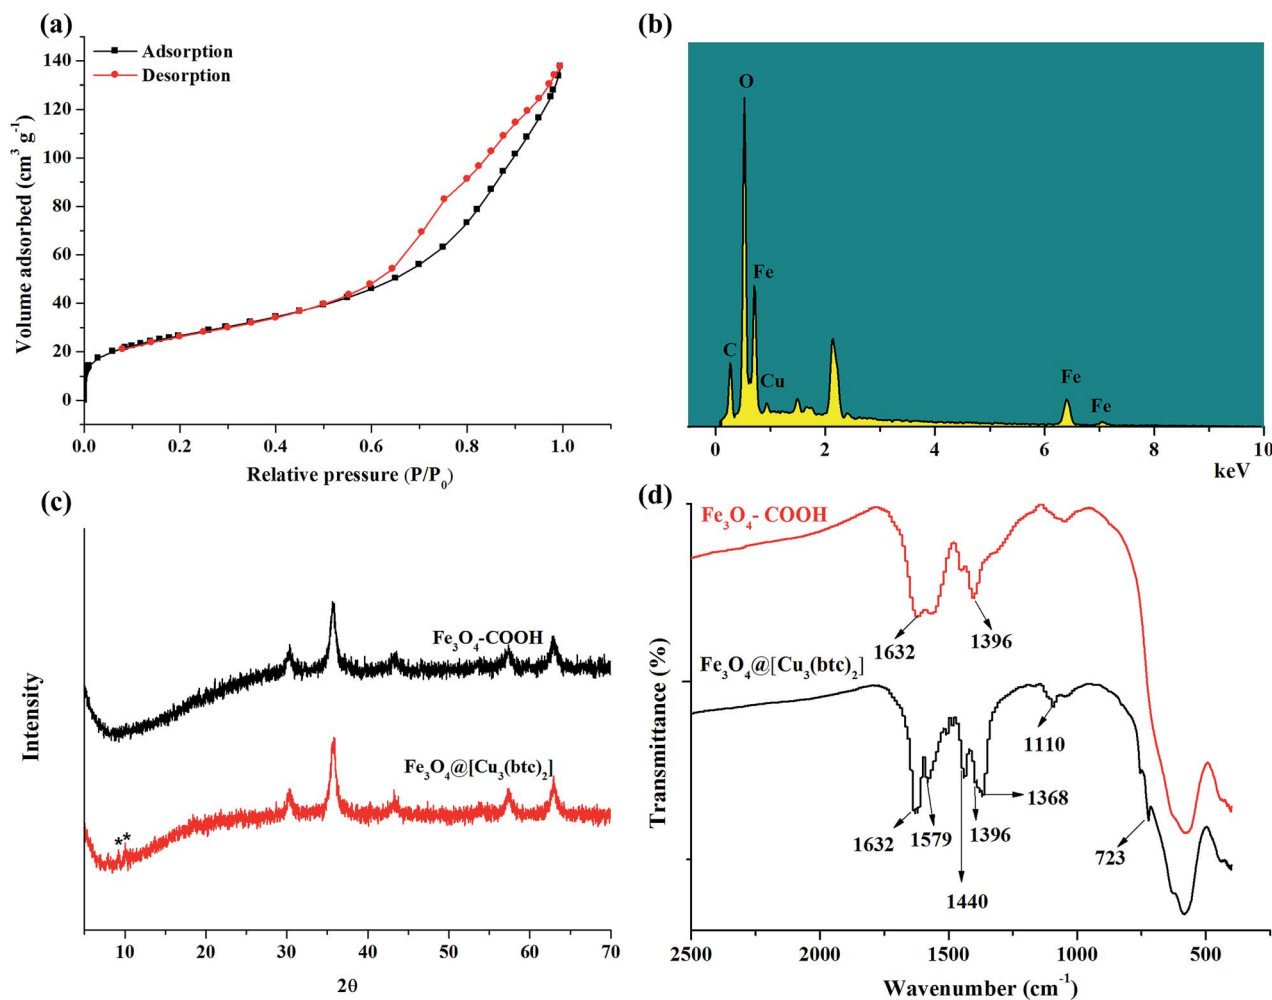 (a)
Adsorption
Desorption
Volume adsorbed (cm³ g⁻¹)
140
120
100
80
60
40
20
0
0.0 0.2 0.4 0.6 0.8 1.0
Relative pressure (P/P₀)
(b)
O
Fe
C
Cu
Fe
Fe
0 2 4 6 8 10
keV
(c)
Fe₃O₄-COOH
Fe₃O₄@[Cu₃(btc)₂]
* *
Intensity
10 20 30 40 50 60 70
2θ
(d)
Fe₃O₄- COOH
1632
1396
Fe₃O₄@[Cu₃(btc)₂]
1110
1368
1632 1579 1396
723
1440
Transmittance (%)
2500 2000 1500 1000 500
Wavenumber (cm⁻¹)